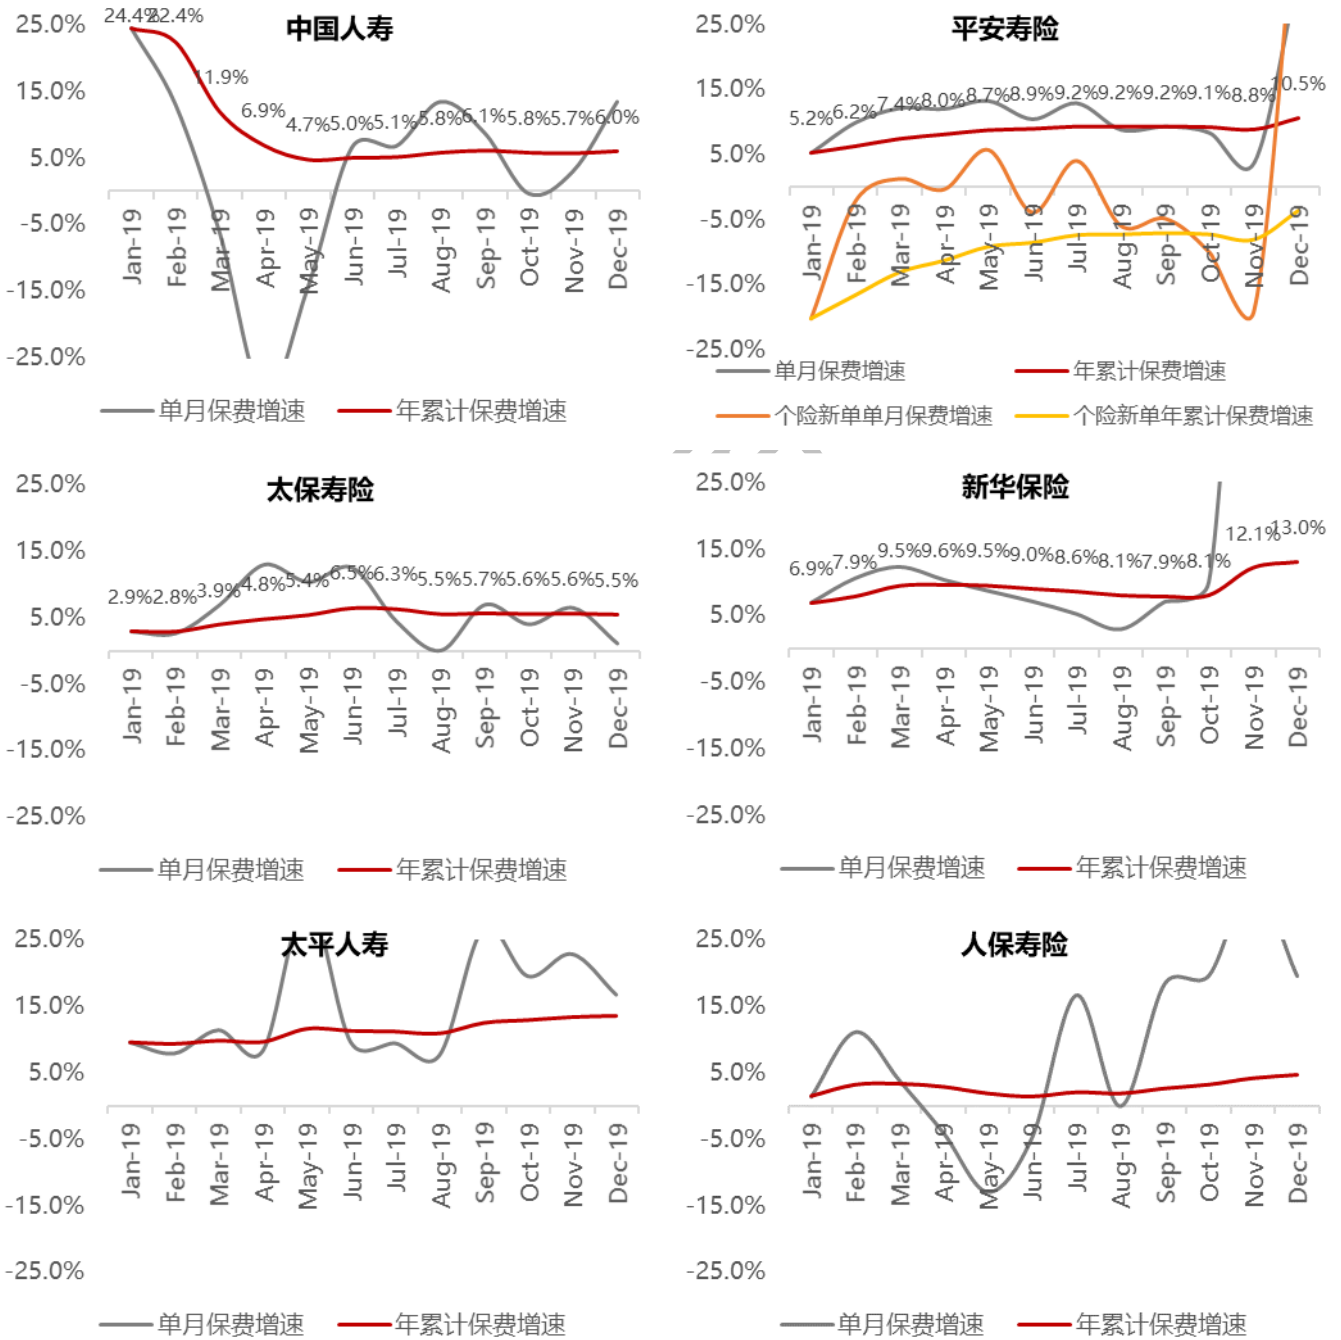 中国人寿
25.0%
15.0%
5.0%
-5.0%
-15.0%
-25.0%
24.4% 22.4% 11.9% 6.9% 4.7% 5.0% 5.1% 5.8% 6.1% 5.8% 5.7% 6.0%
Jan-19 Feb-19 Mar-19 Apr-19 May-19 Jun-19 Jul-19 Aug-19 Sep-19 Oct-19 Nov-19 Dec-19
单月保费增速 年累计保费增速
平安寿险
25.0%
15.0%
5.0%
-5.0%
-15.0%
-25.0%
5.2% 6.2% 7.4% 8.0% 8.7% 8.9% 9.2% 9.2% 9.2% 9.1% 8.8% 10.5%
Jan-19 Feb-19 Mar-19 Apr-19 May-19 Jun-19 Jul-19 Aug-19 Sep-19 Oct-19 Nov-19 Dec-19
单月保费增速 年累计保费增速
个险新单单月保费增速 个险新单年累计保费增速
太保寿险
25.0%
15.0%
5.0%
-5.0%
-15.0%
-25.0%
2.9% 2.8% 3.9% 4.8% 5.4% 6.5% 6.3% 5.5% 5.7% 5.6% 5.6% 5.5%
Jan-19 Feb-19 Mar-19 Apr-19 May-19 Jun-19 Jul-19 Aug-19 Sep-19 Oct-19 Nov-19 Dec-19
单月保费增速 年累计保费增速
新华保险
25.0%
15.0%
5.0%
-5.0%
-15.0%
-25.0%
6.9% 7.9% 9.5% 9.6% 9.5% 9.0% 8.6% 8.1% 7.9% 8.1% 12.1% 13.0%
Jan-19 Feb-19 Mar-19 Apr-19 May-19 Jun-19 Jul-19 Aug-19 Sep-19 Oct-19 Nov-19 Dec-19
单月保费增速 年累计保费增速
太平人寿
25.0%
15.0%
5.0%
-5.0%
-15.0%
-25.0%
Jan-19 Feb-19 Mar-19 Apr-19 May-19 Jun-19 Jul-19 Aug-19 Sep-19 Oct-19 Nov-19 Dec-19
单月保费增速 年累计保费增速
人保寿险
25.0%
15.0%
5.0%
-5.0%
-15.0%
-25.0%
Jan-19 Feb-19 Mar-19 Apr-19 May-19 Jun-19 Jul-19 Aug-19 Sep-19 Oct-19 Nov-19 Dec-19
单月保费增速 年累计保费增速